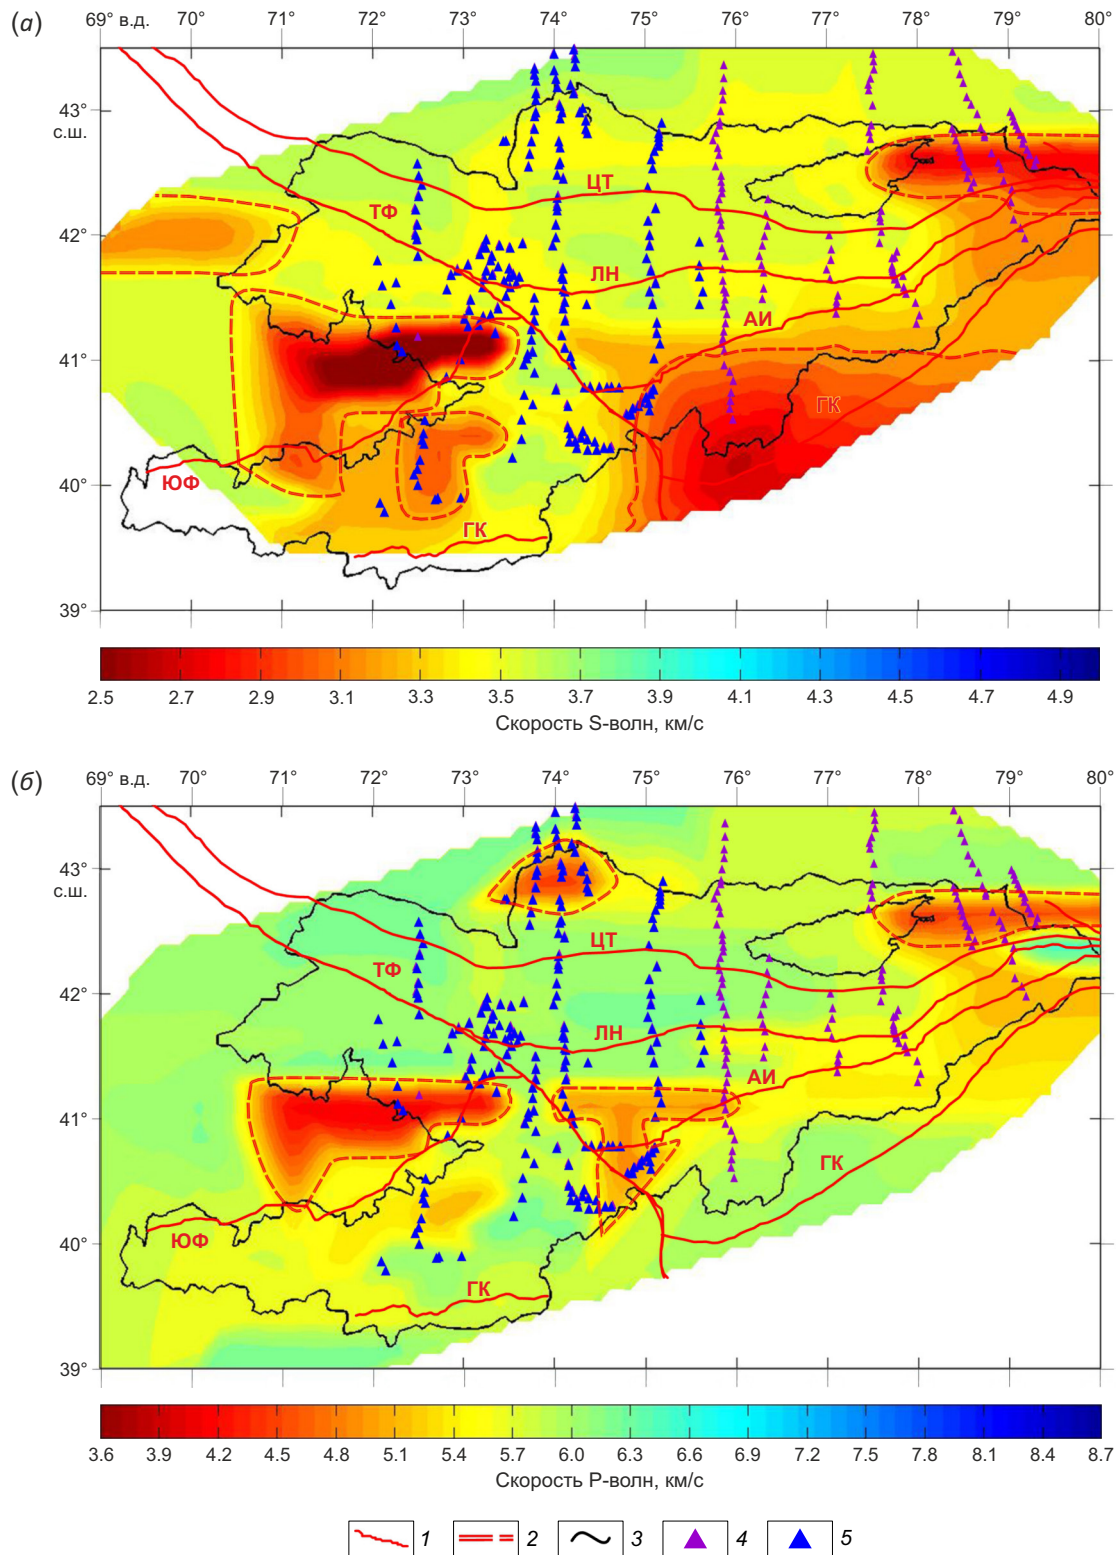 (а)
69° в.д. 70° 71° 72° 73° 74° 75° 76° 77° 78° 79° 80°
43°
с.ш.
42°
41°
40°
39°
ЦТ
ТФ
ЛН
АИ
ГК
ЮФ
ГК
2.5 2.7 2.9 3.1 3.3 3.5 3.7 3.9 4.1 4.3 4.5 4.7 4.9
Скорость S-волн, км/с
(б)
69° в.д. 70° 71° 72° 73° 74° 75° 76° 77° 78° 79° 80°
43°
с.ш.
42°
41°
40°
39°
ЦТ
ТФ
ЛН
АИ
ГК
ЮФ
ГК
3.6 3.9 4.2 4.5 4.8 5.1 5.4 5.7 6.0 6.3 6.6 6.9 7.2 7.5 7.8 8.1 8.4 8.7
Скорость P-волн, км/с
1 2 3 4 5